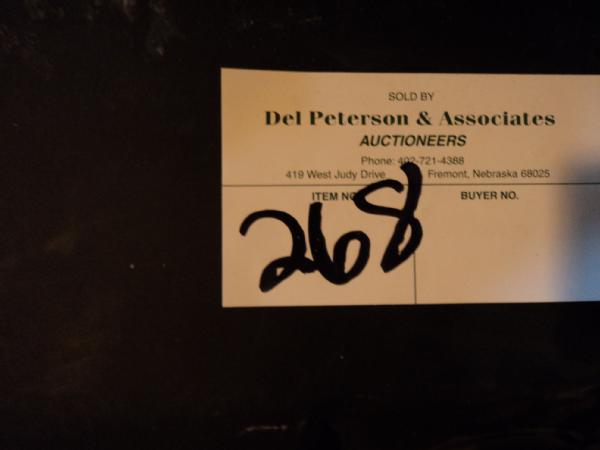 SOLD BY
Del Peterson & Associates
AUCTIONEERS
Phone: 402-721-4388
419 West Judy Drive Fremont, Nebraska 68025
ITEM NO. BUYER NO.
268